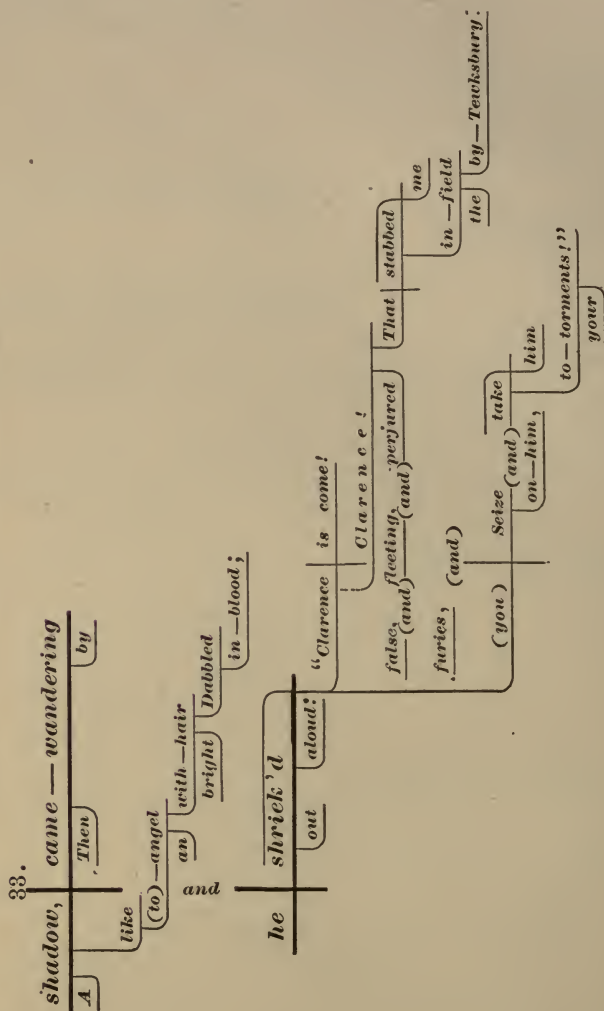 33.
shadow, came — wandering
A Then by
like
(to)—angel
an with—hair
bright Dabbled
in—blood;
and
he shrick'd
out aloud:
"Clarence is come!
Clarence!
false, fleeting, perjured
(and) (and)
That stabbed
me
in—field
the by—Tewksbury:
furies,
(and)
(you) Seize (and) take
on—him, him
to—torments!"
your